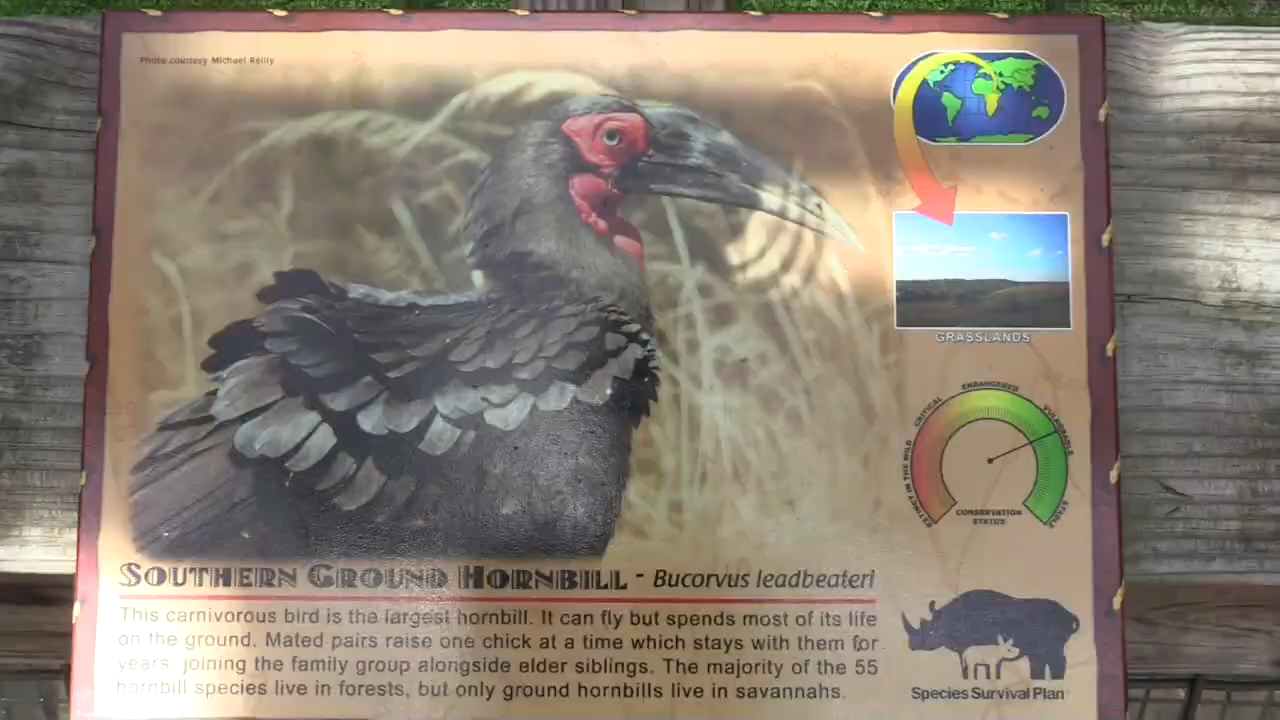 Photo courtesy Michael Reilly
GRASSLANDS
EXTINCT IN THE WILD
CRITICAL
ENDANGERED
VULNERABLE
STABLE
CONSERVATION
STATUS
SOUTHERN GROUND HORNBILL - Bucorvus leadbeateri
This carnivorous bird is the largest hornbill. It can fly but spends most of its life
on the ground. Mated pairs raise one chick at a time which stays with them for
years joining the family group alongside elder siblings. The majority of the 55
hornbill species live in forests, but only ground hornbills live in savannahs.
Species Survival Plan